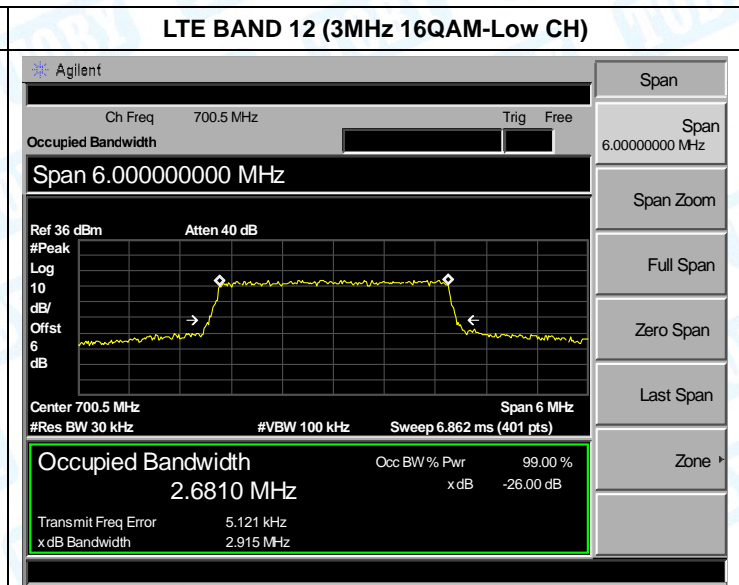 LTE BAND 12 (3MHz 16QAM-Low CH)
Agilent
Span
Ch Freq 700.5 MHz Trig Free
Occupied Bandwidth
Span
6.00000000 MHz
Span 6.000000000 MHz
Span Zoom
Ref 36 dBm Atten 40 dB
#Peak
Log
10
dB/
Offst
6
dB
Full Span
Zero Span
Last Span
Center 700.5 MHz Span 6 MHz
#Res BW 30 kHz #VBW 100 kHz Sweep 6.862 ms (401 pts)
Occupied Bandwidth Occ BW % Pwr 99.00 %
2.6810 MHz x dB -26.00 dB
Zone
Transmit Freq Error 5.121 kHz
x dB Bandwidth 2.915 MHz